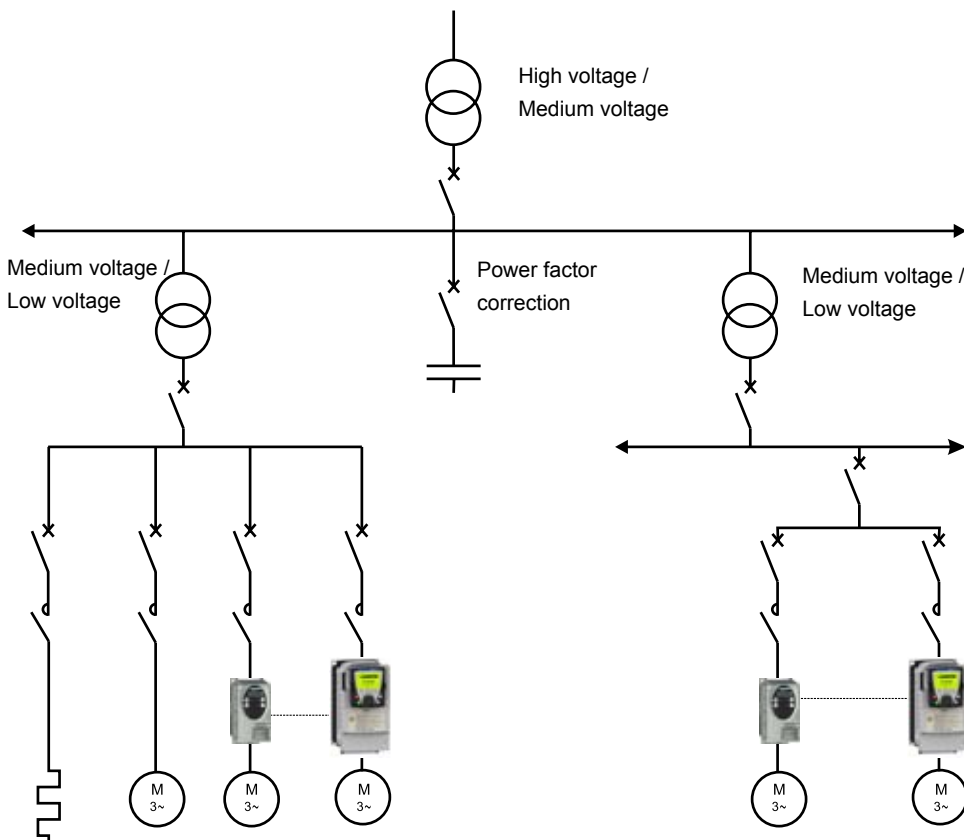 High voltage /
Medium voltage
Medium voltage /
Low voltage
Power factor
correction
Medium voltage /
Low voltage
M
3~
M
3~
M
3~
M
3~
M
3~